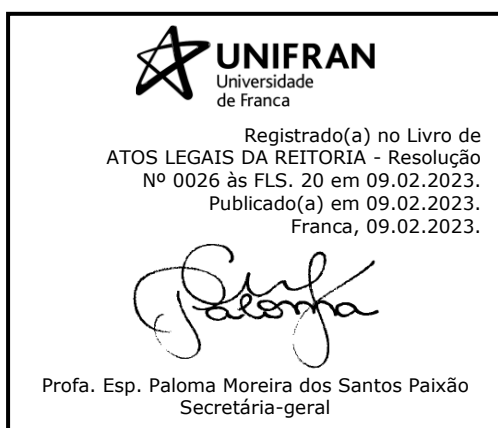 UNIFRAN
Universidade
de Franca
Registrado(a) no Livro de
ATOS LEGAIS DA REITORIA - Resolução
Nº 0026 às FLS. 20 em 09.02.2023.
Publicado(a) em 09.02.2023.
Franca, 09.02.2023.
Paloma
Profa. Esp. Paloma Moreira dos Santos Paixão
Secretária-geral